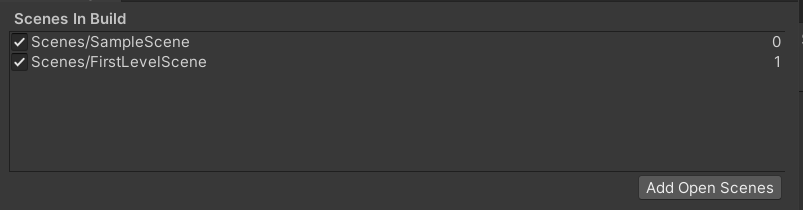 Scenes In Build
Scenes/SampleScene 0
Scenes/FirstLevelScene 1
Add Open Scenes